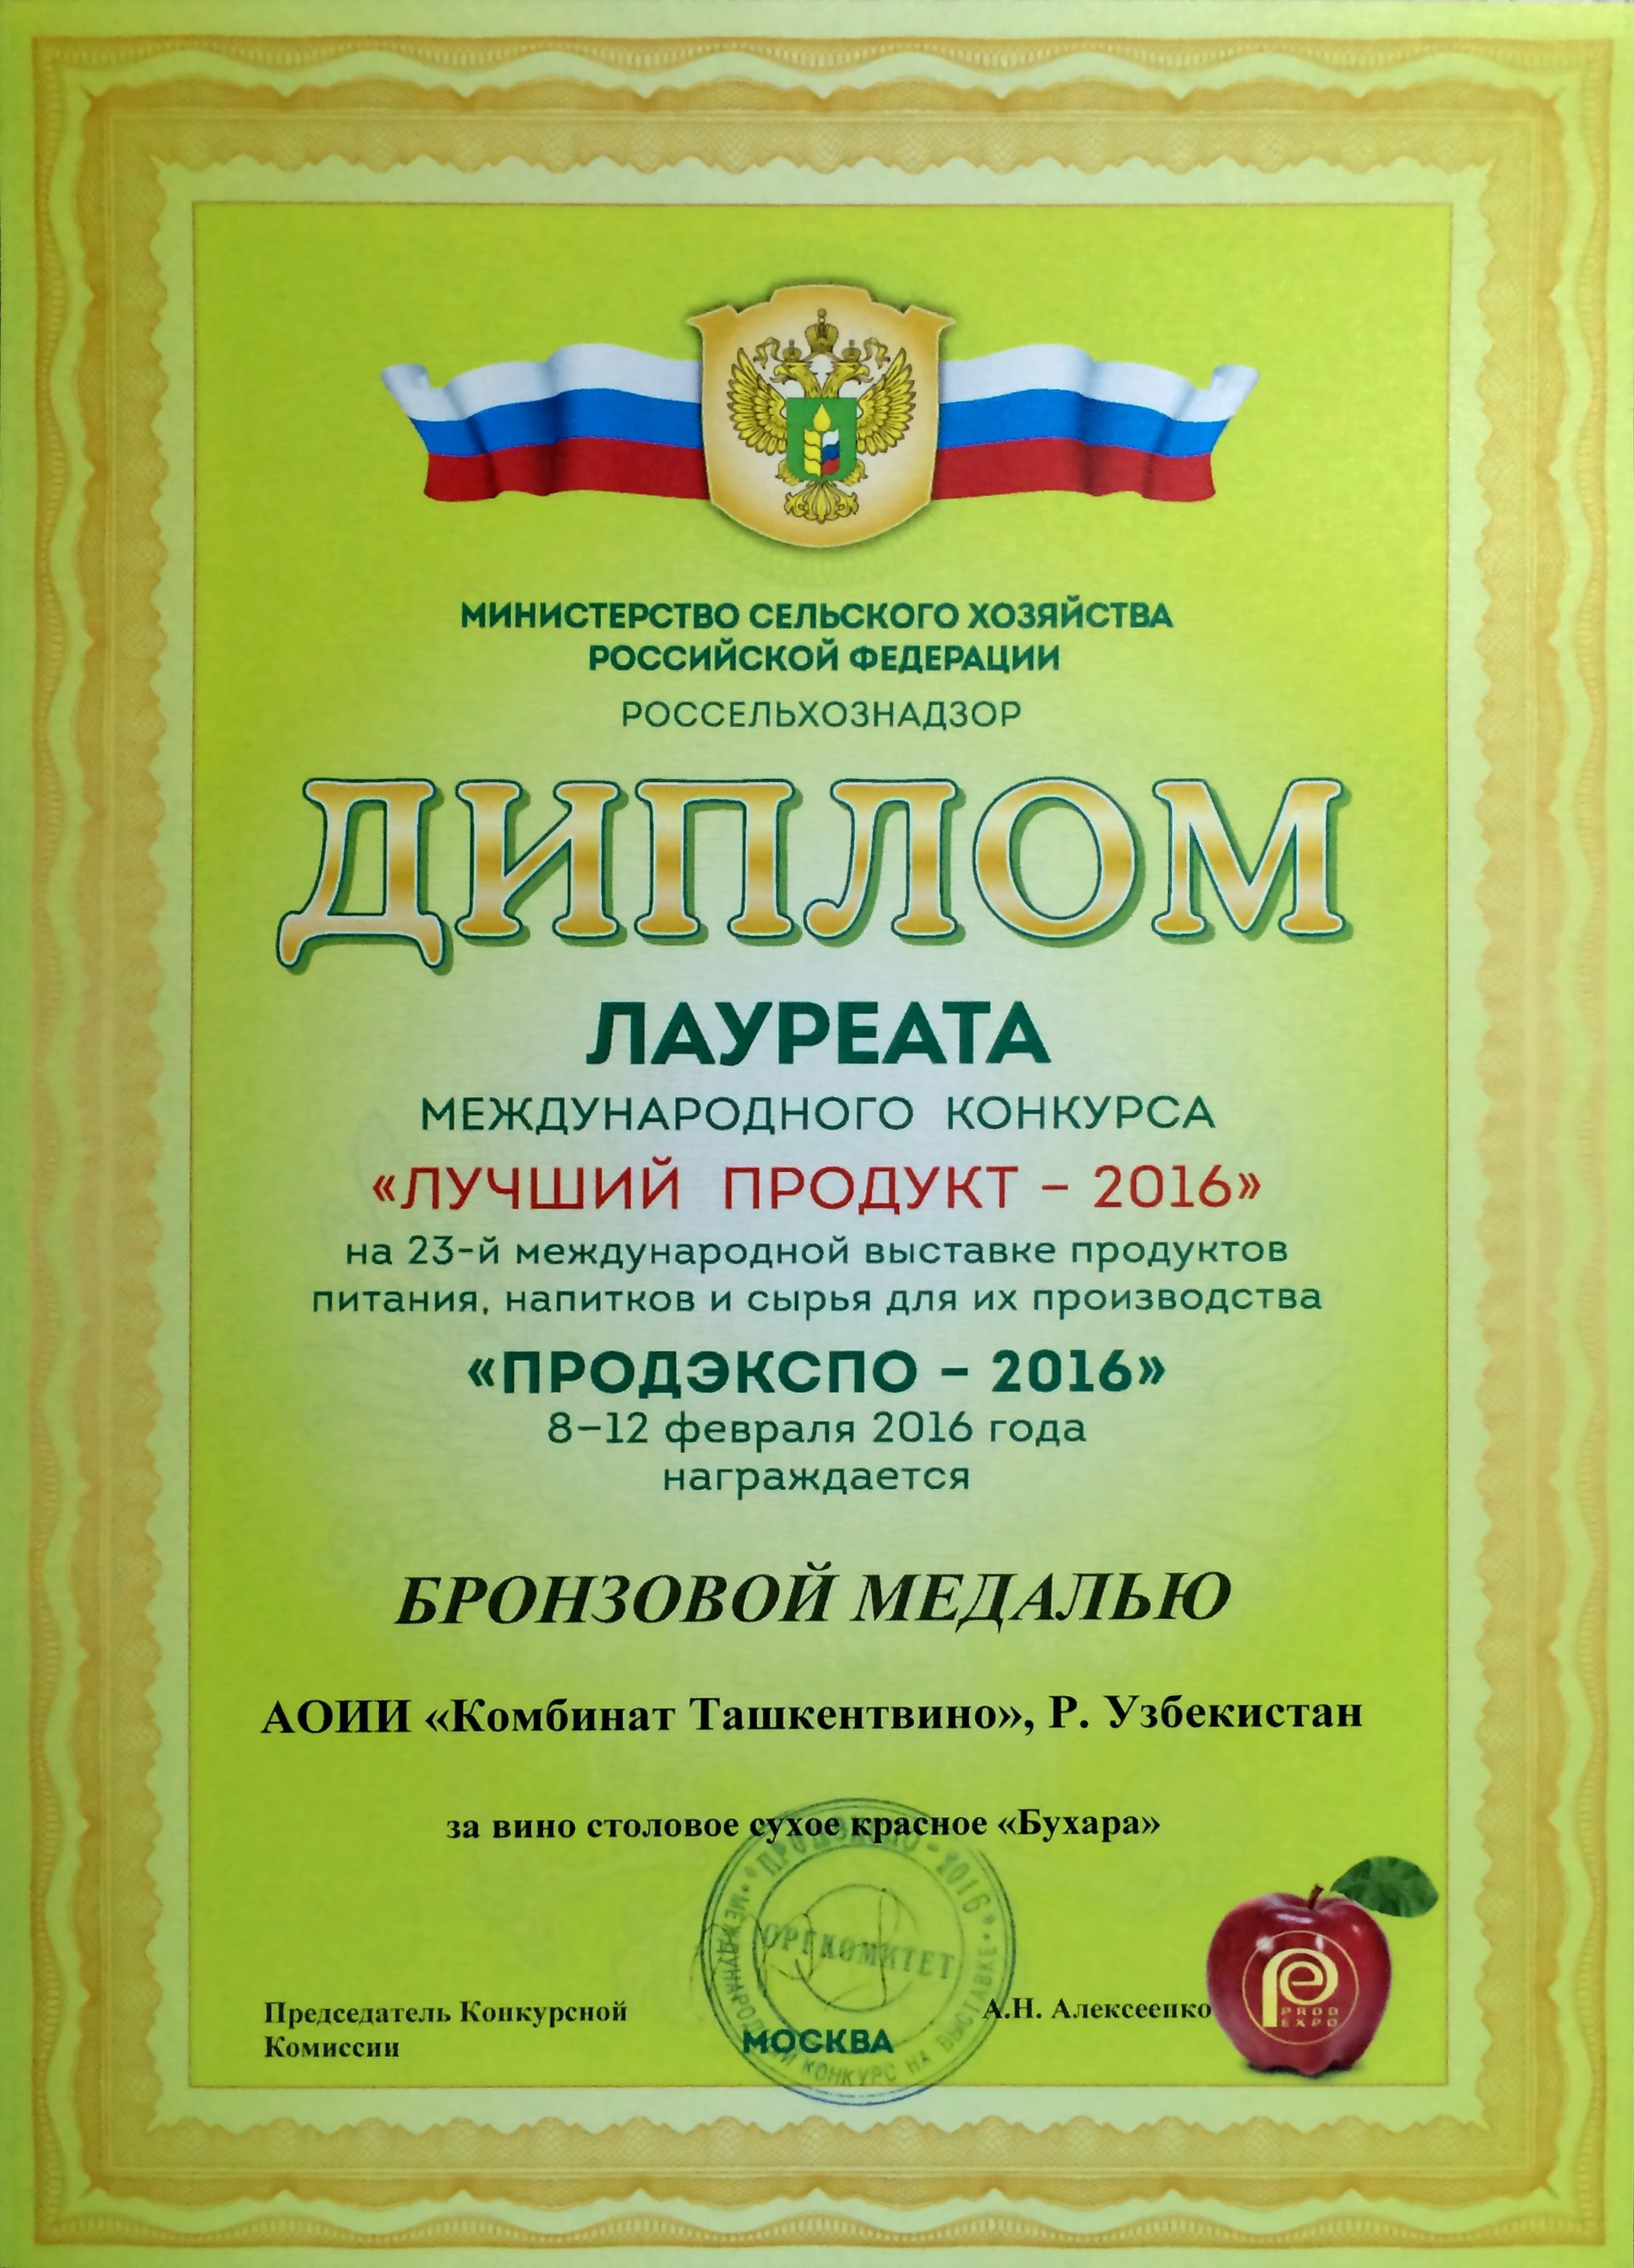 МИНИСТЕРСТВО СЕЛЬСКОГО ХОЗЯЙСТВА
РОССИЙСКОЙ ФЕДЕРАЦИИ
РОССЕЛЬХОЗНАДЗОР
ДИПЛОМ
ЛАУРЕАТА
МЕЖДУНАРОДНОГО КОНКУРСА
«ЛУЧШИЙ ПРОДУКТ – 2016»
на 23-й международной выставке продуктов
питания, напитков и сырья для их производства
«ПРОДЭКСПО – 2016»
8–12 февраля 2016 года
награждается
БРОНЗОВОЙ МЕДАЛЬЮ
АОИИ «Комбинат Ташкентвино», Р. Узбекистан
за вино столовое сухое красное «Бухара»
«ПРОДЭКСПО - 2016»
МЕЖДУНАРОДНЫЙ КОНКУРС НА ВЫСТАВКЕ
ОРГКОМИТЕТ
Председатель Конкурсной
Комиссии
МОСКВА
А.Н. Алексеенко
PROD
EXPO